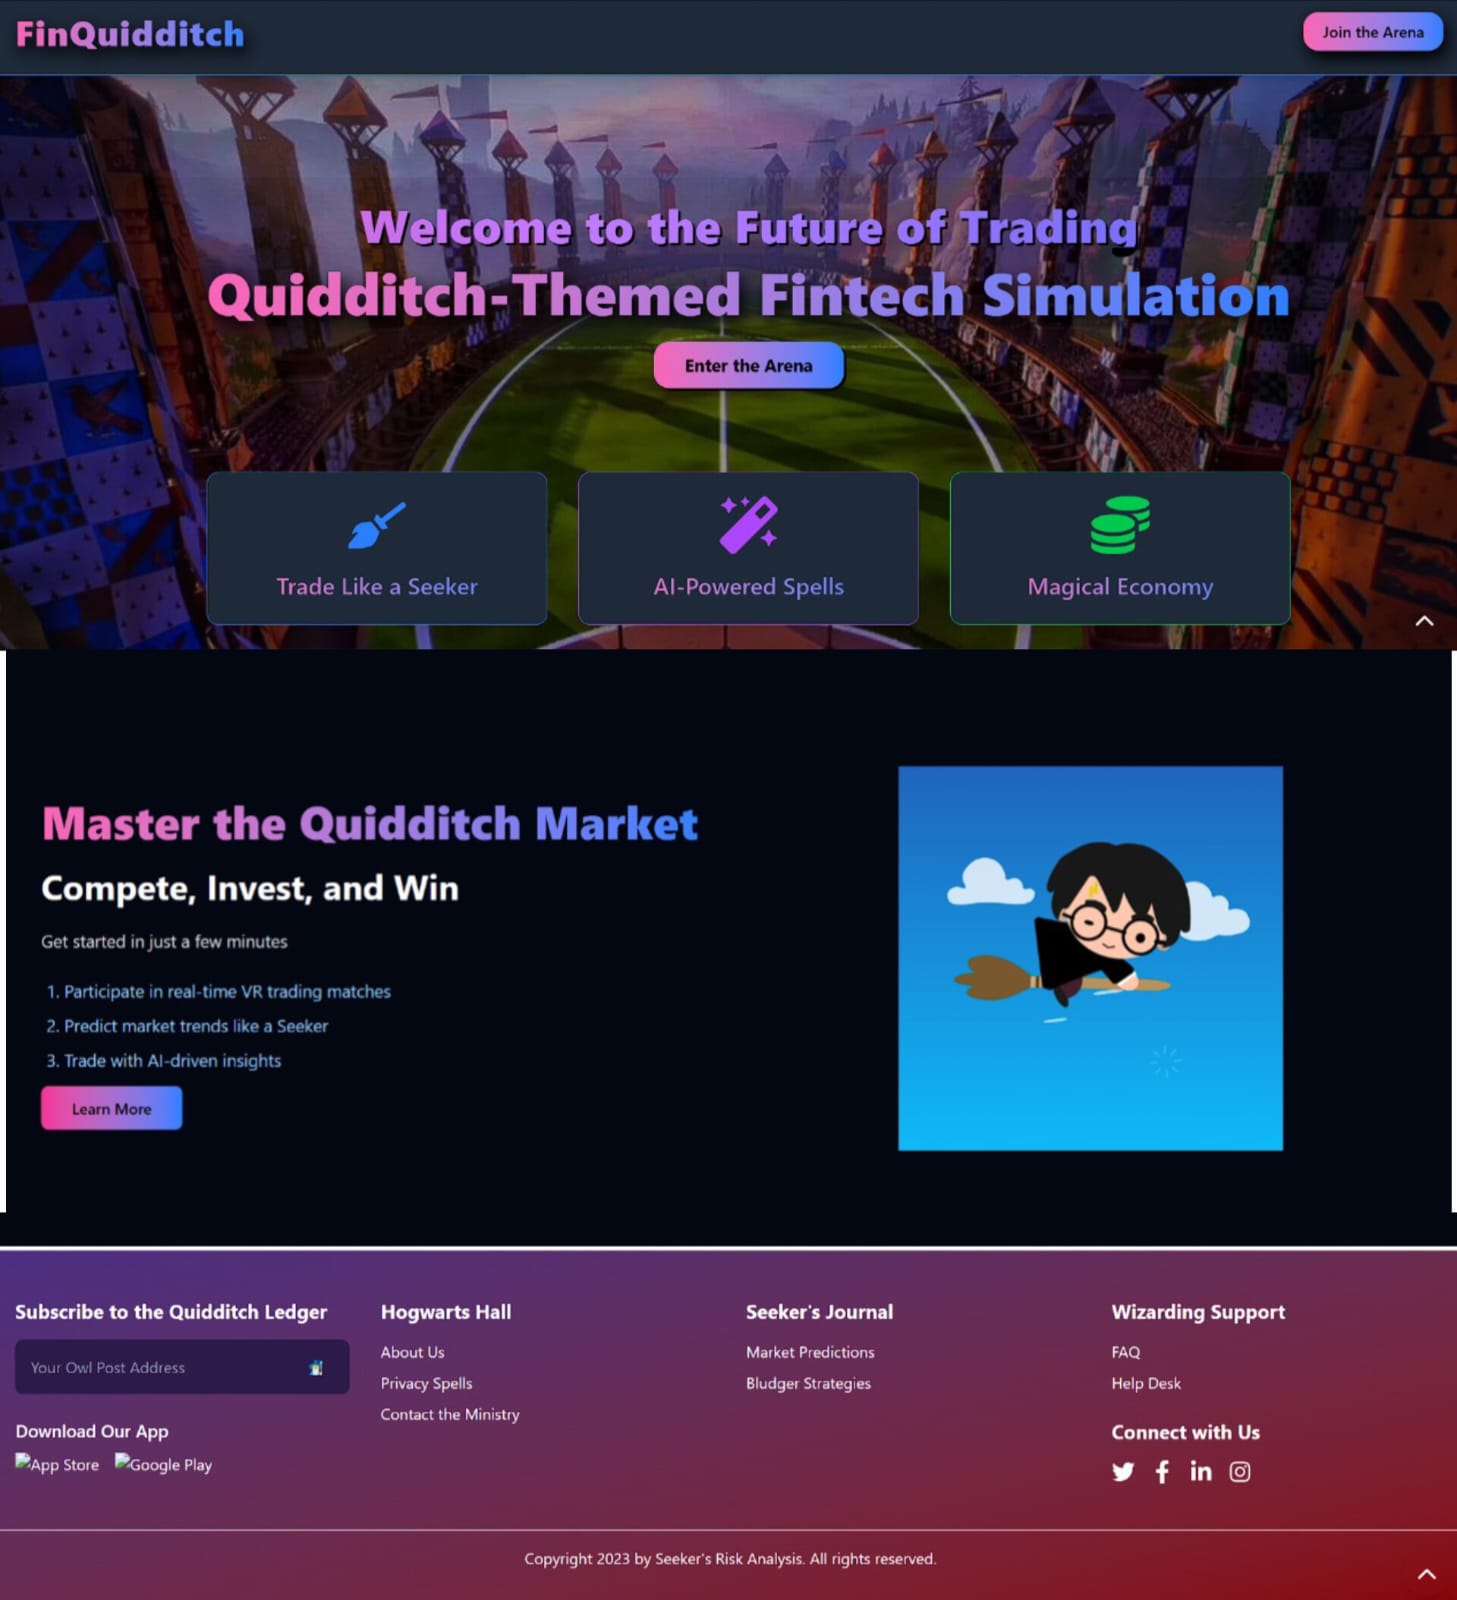 FinQuidditch
Join the Arena
Welcome to the Future of Trading
Quidditch-Themed Fintech Simulation
Enter the Arena
Trade Like a Seeker
AI-Powered Spells
Magical Economy
Master the Quidditch Market
Compete, Invest, and Win
Get started in just a few minutes
1. Participate in real-time VR trading matches
2. Predict market trends like a Seeker
3. Trade with AI-driven insights
Learn More
Subscribe to the Quidditch Ledger
Your Owl Post Address
Download Our App
App Store
Google Play
Hogwarts Hall
About Us
Privacy Spells
Contact the Ministry
Seeker's Journal
Market Predictions
Bludger Strategies
Wizarding Support
FAQ
Help Desk
Connect with Us
Copyright 2023 by Seeker's Risk Analysis. All rights reserved.